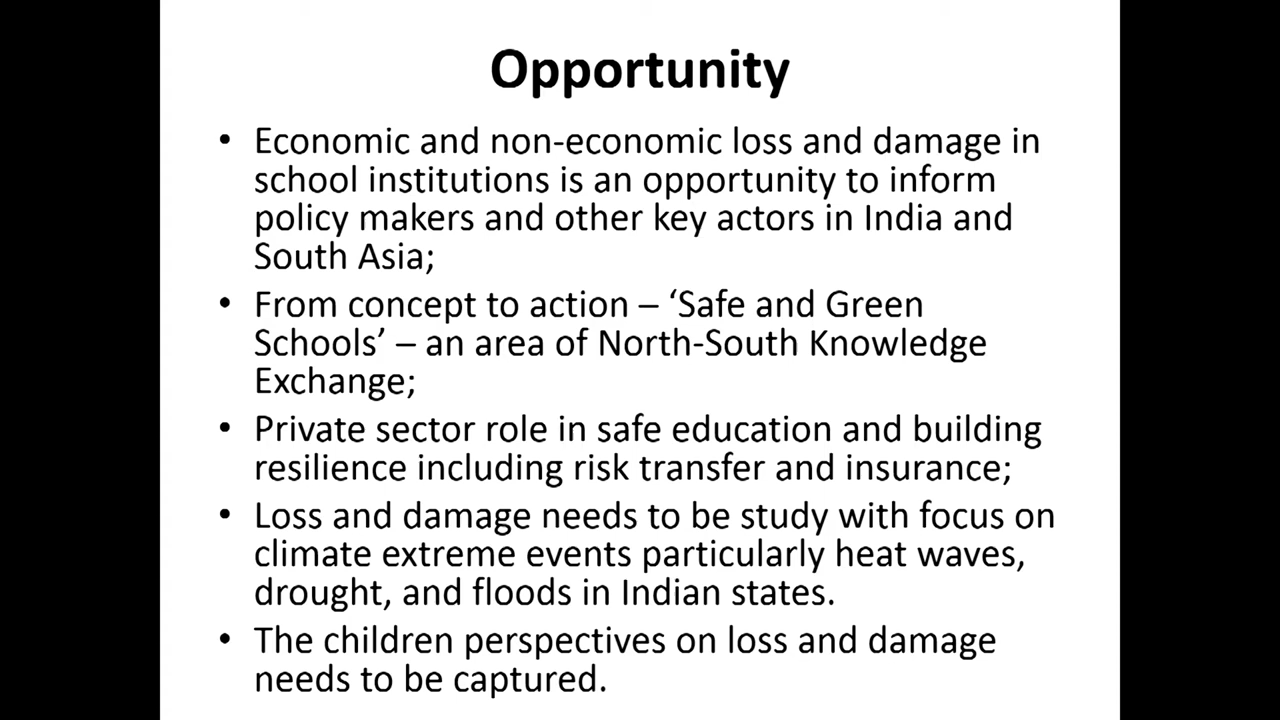 Opportunity
• Economic and non-economic loss and damage in
school institutions is an opportunity to inform
policy makers and other key actors in India and
South Asia;
• From concept to action – ‘Safe and Green
Schools’ – an area of North-South Knowledge
Exchange;
• Private sector role in safe education and building
resilience including risk transfer and insurance;
• Loss and damage needs to be study with focus on
climate extreme events particularly heat waves,
drought, and floods in Indian states.
• The children perspectives on loss and damage
needs to be captured.